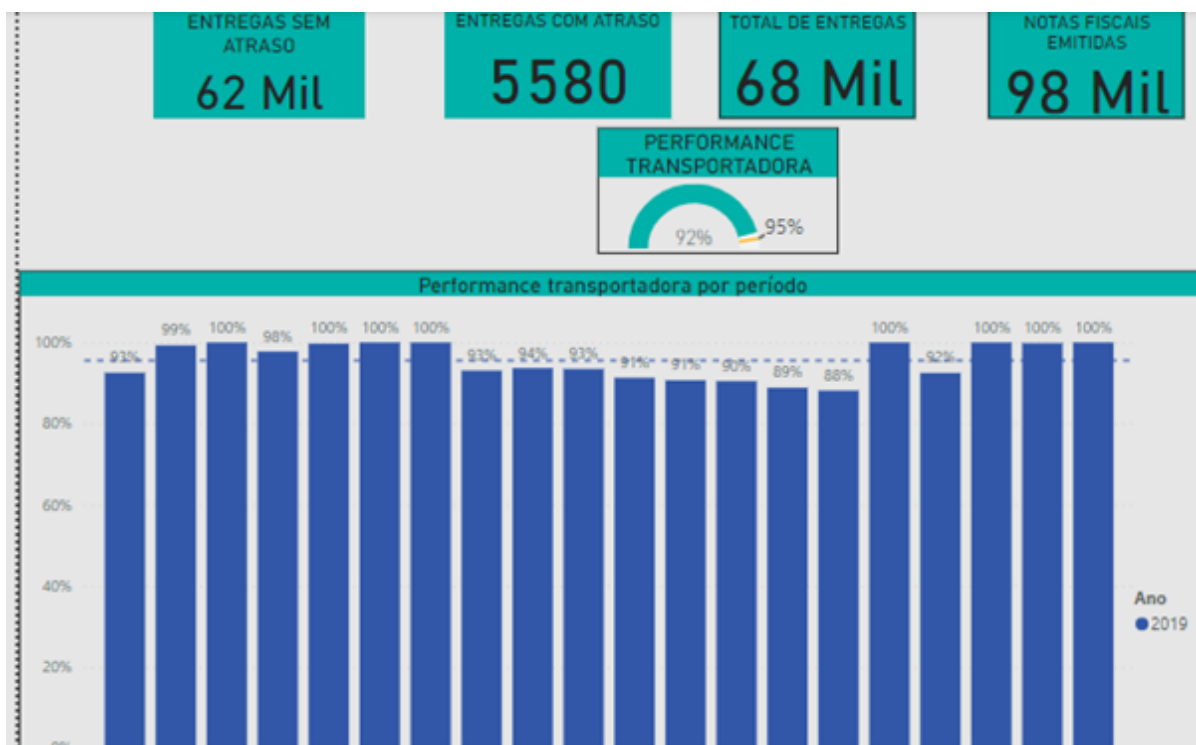 ENTREGAS SEM
ATRASO
62 Mil
ENTREGAS COM ATRASO
5580
TOTAL DE ENTREGAS
68 Mil
NOTAS FISCAIS
EMITIDAS
98 Mil
PERFORMANCE
TRANSPORTADORA
92%
95%
Performance transportadora por período
93% 99% 100% 98% 100% 100% 100% 93% 94% 93% 91% 91% 90% 89% 88% 100% 92% 100% 100% 100%
100%
80%
60%
40%
20%
0%
Ano
2019